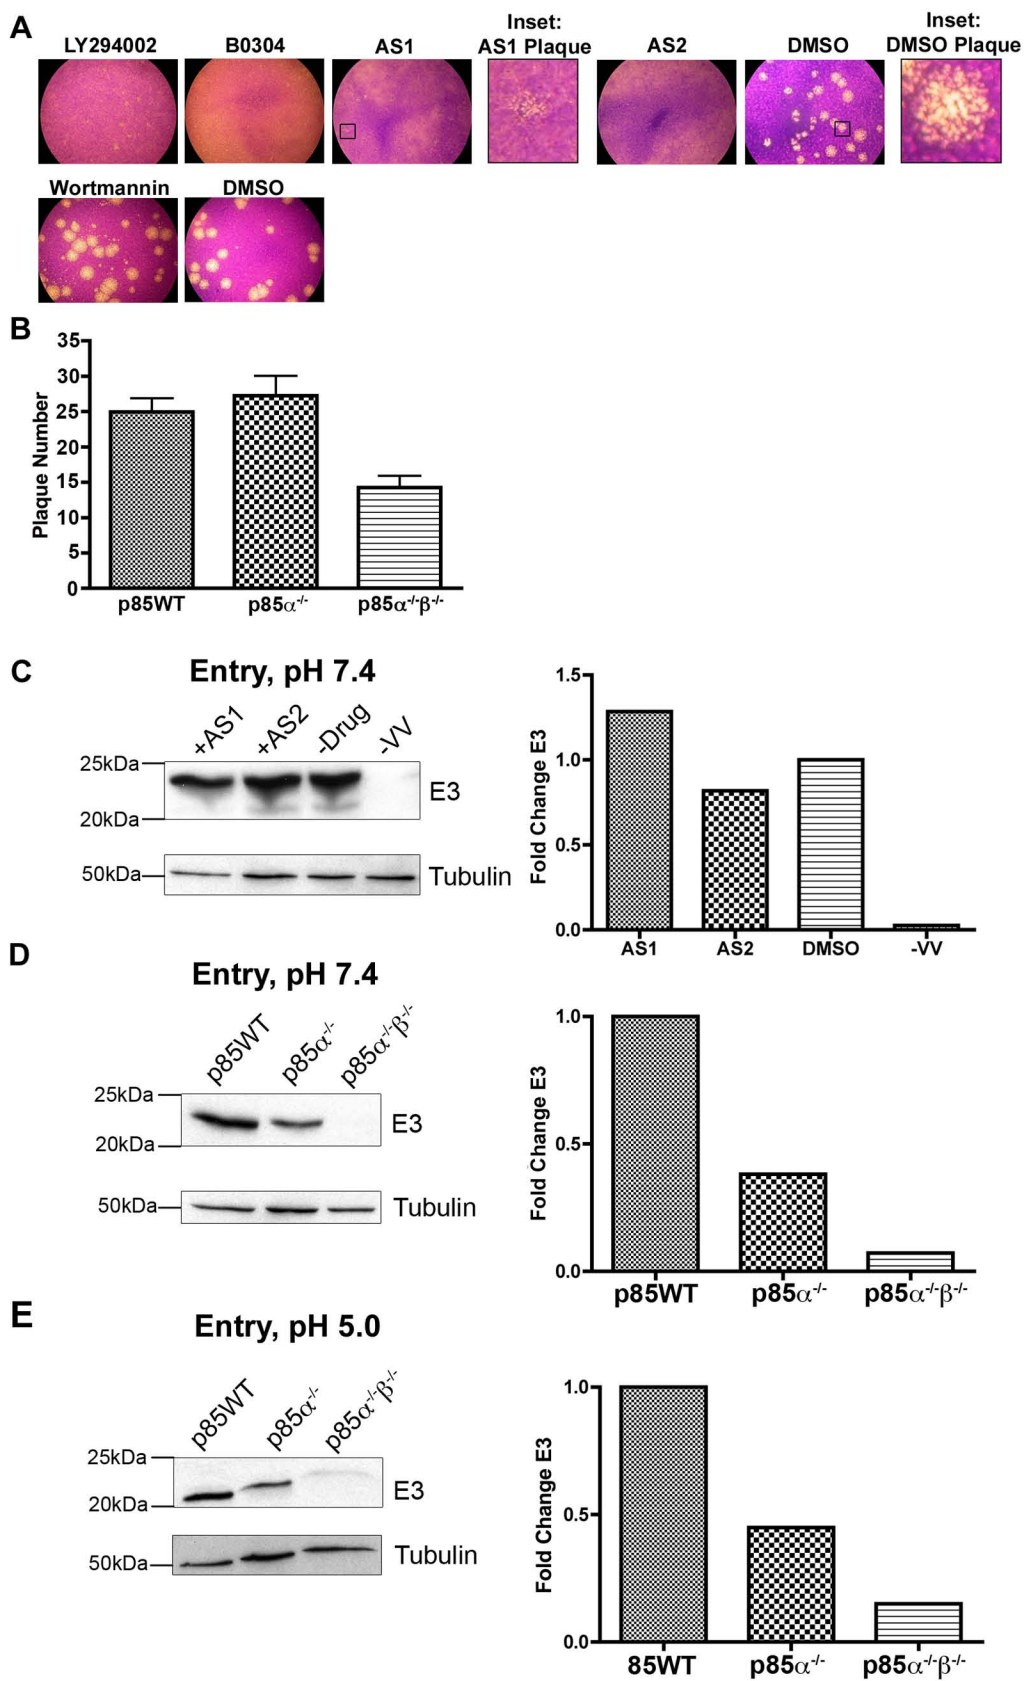 A
LY294002
B0304
AS1
Inset:
AS1 Plaque
AS2
DMSO
Inset:
DMSO Plaque
Wortmannin
DMSO
B
Plaque Number
35
30
25
20
15
10
5
0
p85WT
p85α-/-
p85α-/-β-/-
C
Entry, pH 7.4
+AS1
+AS2
-Drug
-VV
25kDa
E3
20kDa
50kDa
Tubulin
Fold Change E3
1.5
1.0
0.5
0.0
AS1
AS2
DMSO
-VV
D
Entry, pH 7.4
p85WT
p85α-/-
p85α-/-β-/-
25kDa
E3
20kDa
50kDa
Tubulin
Fold Change E3
1.0
0.5
0.0
p85WT
p85α-/-
p85α-/-β-/-
E
Entry, pH 5.0
p85WT
p85α-/-
p85α-/-β-/-
25kDa
E3
20kDa
50kDa
Tubulin
Fold Change E3
1.0
0.5
0.0
85WT
p85α-/-
p85α-/-β-/-